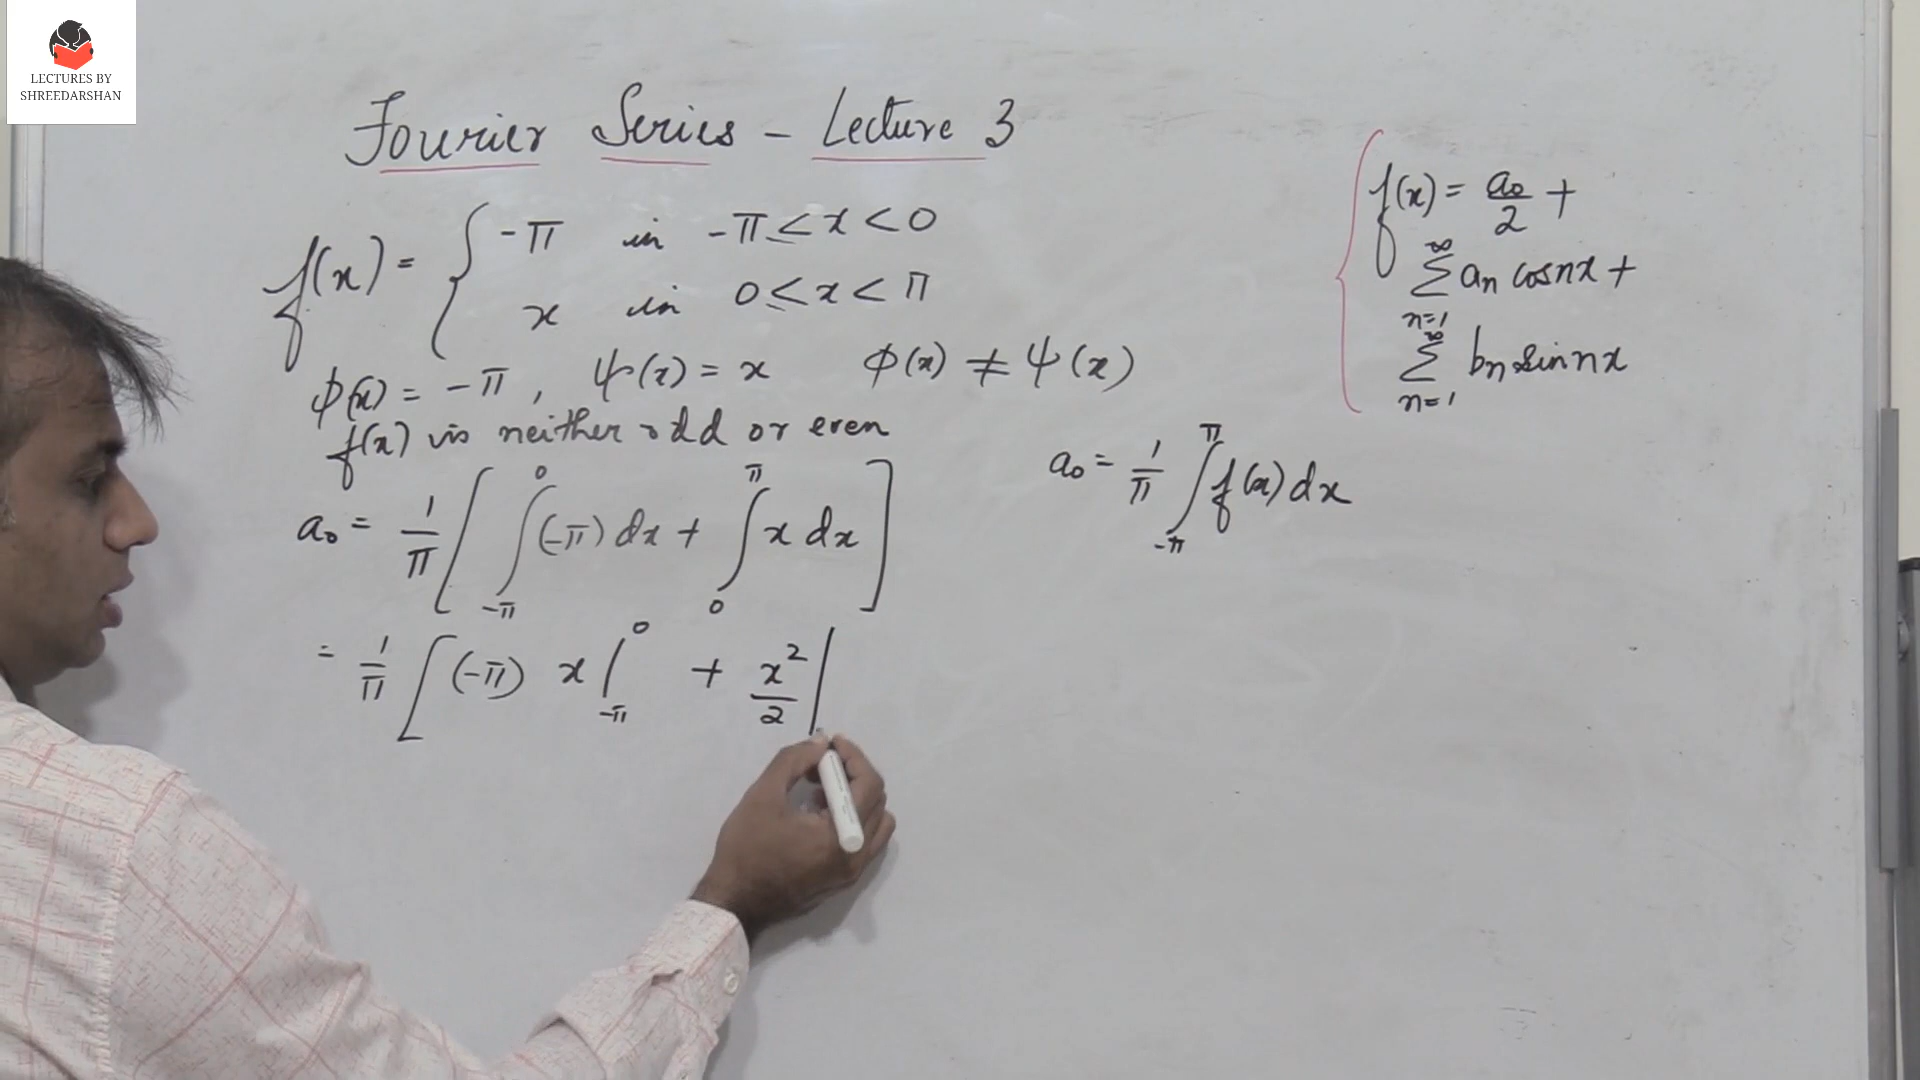 LECTURES BY
SHREEDARSHAN
Fourier Series - Lecture 3
f(x) = { -π in -π ≤ x < 0
x in 0 ≤ x < π
φ(x) = -π , ψ(x) = x φ(x) ≠ ψ(x)
f(x) is neither odd or even
a₀ = 1/π [ ∫_{-π}^{0} (-π) dx + ∫_{0}^{π} x dx ]
= 1/π [ (-π) x |_{-π}^{0} + x²/2 |
f(x) = a₀/2 +
∑_{n=1}^{∞} aₙ cos nx +
∑_{n=1}^{∞} bₙ sin nx
a₀ = 1/π ∫_{-π}^{π} f(x) dx